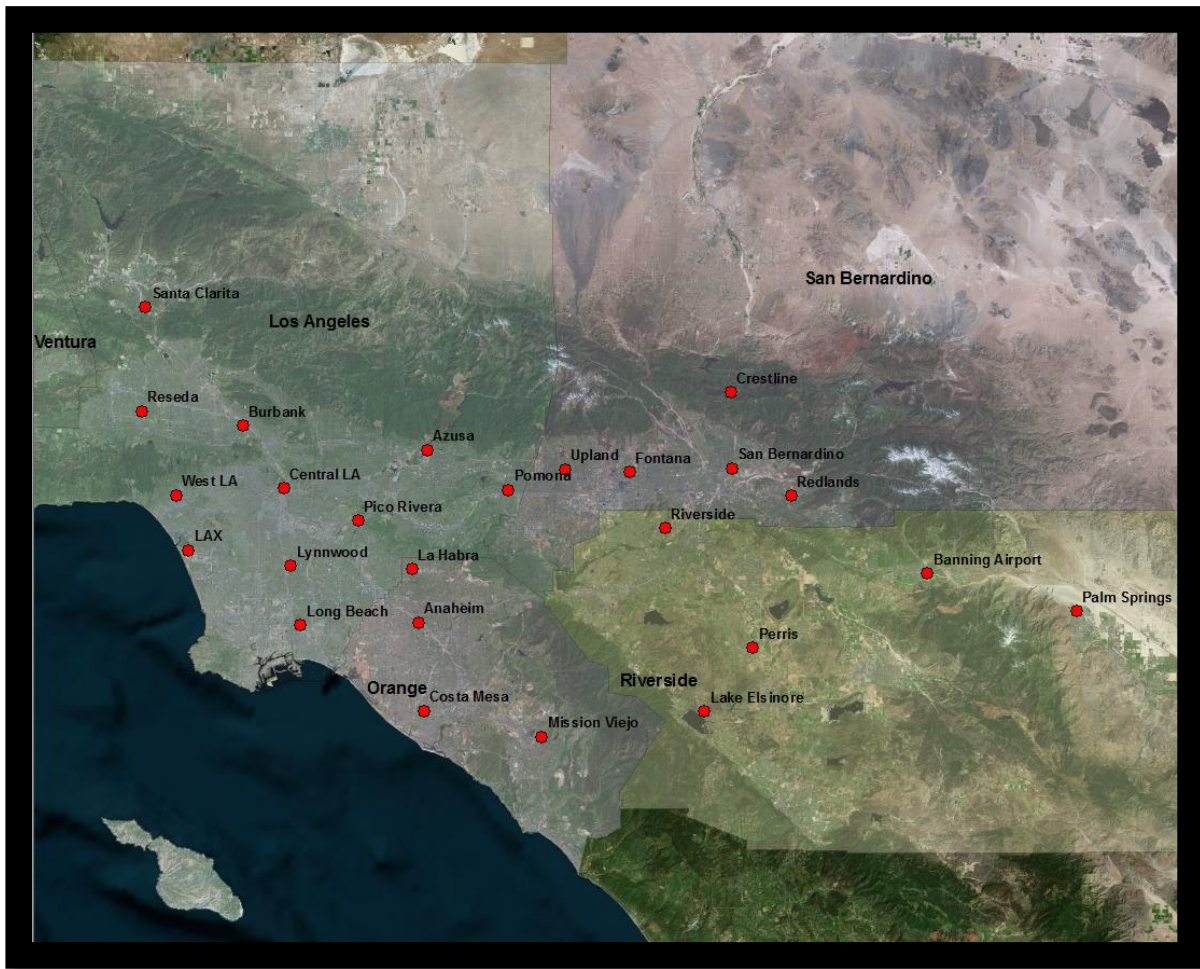 San Bernardino
Santa Clarita
Los Angeles
Ventura
Crestline
Reseda
Burbank
Azusa
Upland
Fontana
San Bernardino
West LA
Central LA
Pomona
Redlands
Pico Rivera
Riverside
LAX
Lynnwood
La Habra
Banning Airport
Palm Springs
Long Beach
Anaheim
Perris
Riverside
Orange
Costa Mesa
Lake Elsinore
Mission Viejo